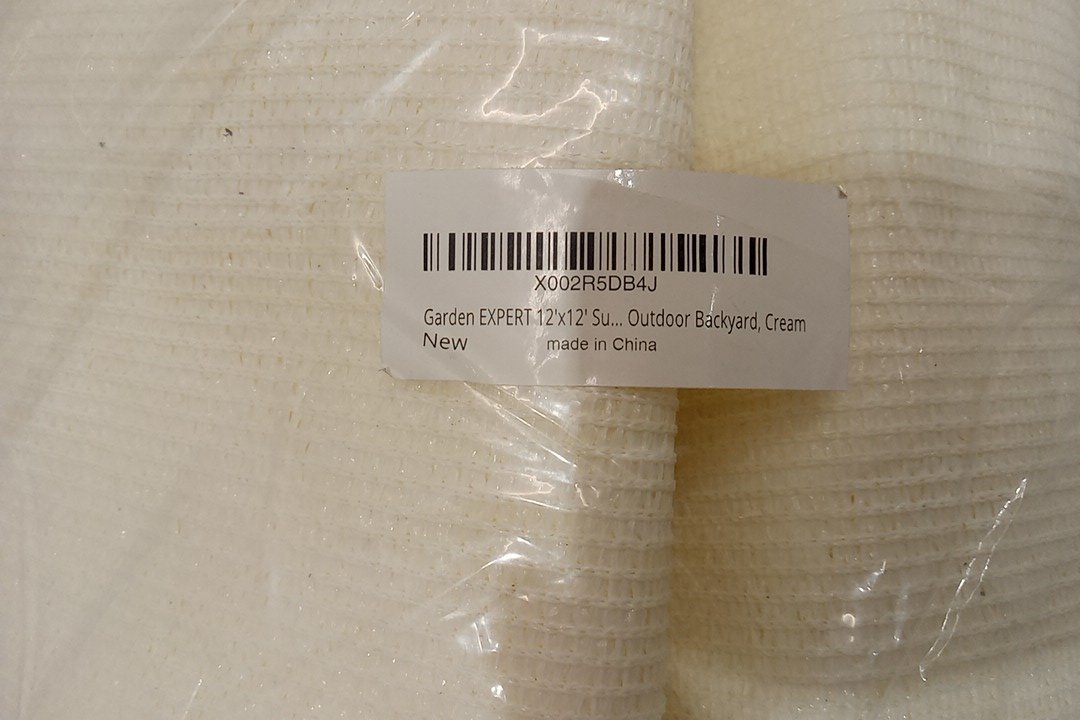 X002R5DB4J
Garden EXPERT 12'x12' Su... Outdoor Backyard, Cream
New made in China